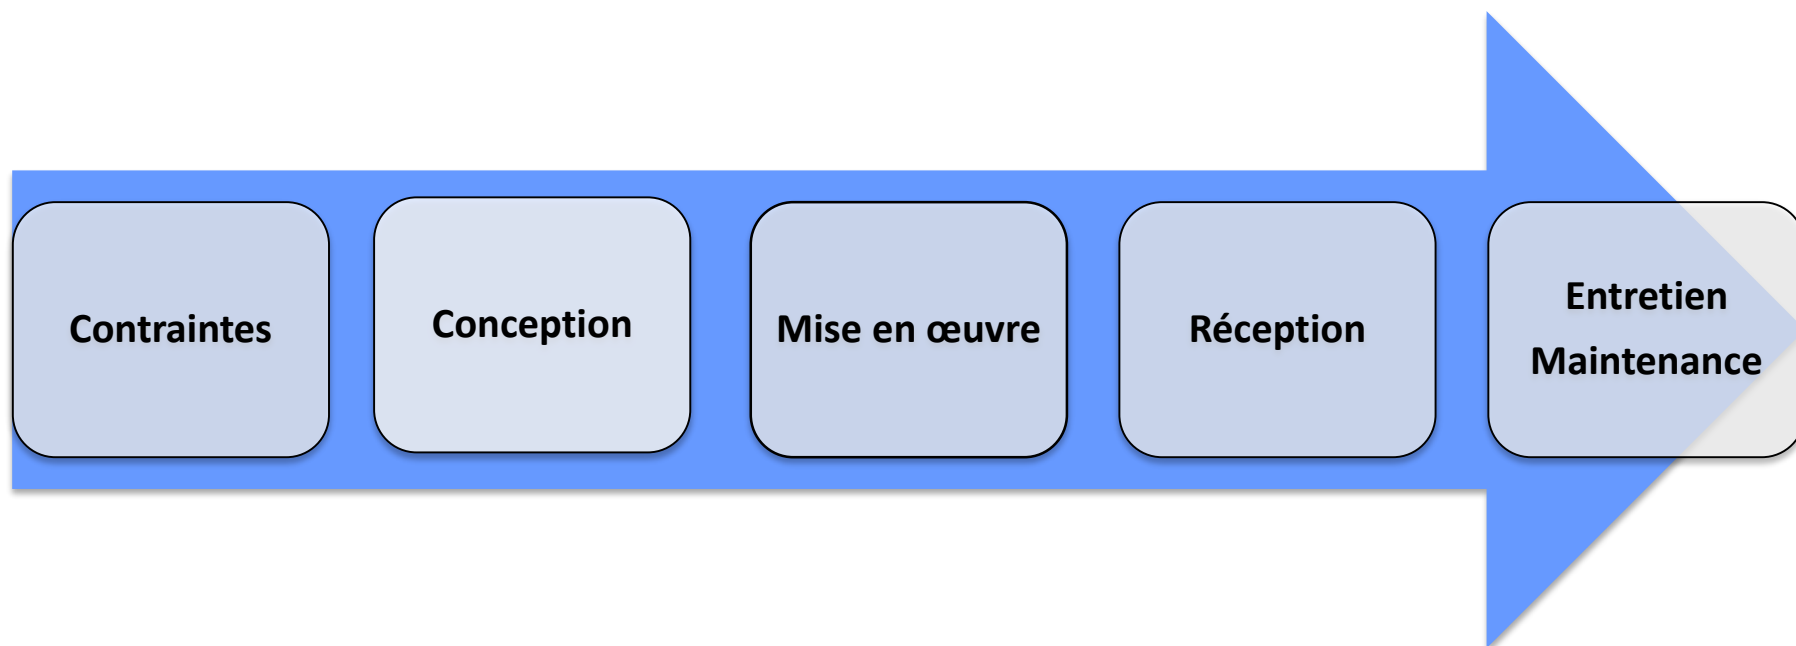 Contraintes
Conception
Mise en œuvre
Réception
Entretien
Maintenance